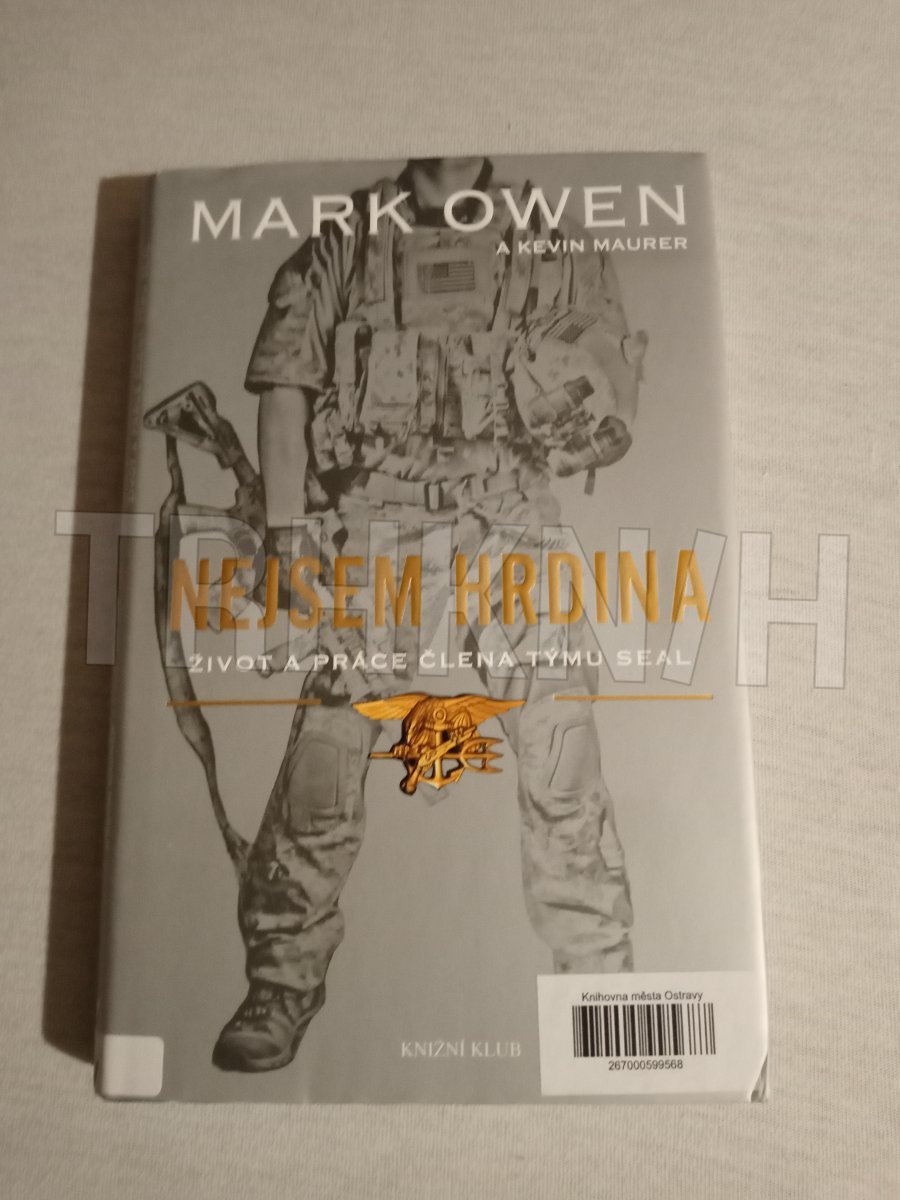 MARK OWEN
A KEVIN MAURER
NEJSEM HRDINA
ŽIVOT A PRÁCE ČLENA TÝMU SEAL
KNIŽNÍ KLUB
Knihovna města Ostravy
267000599568